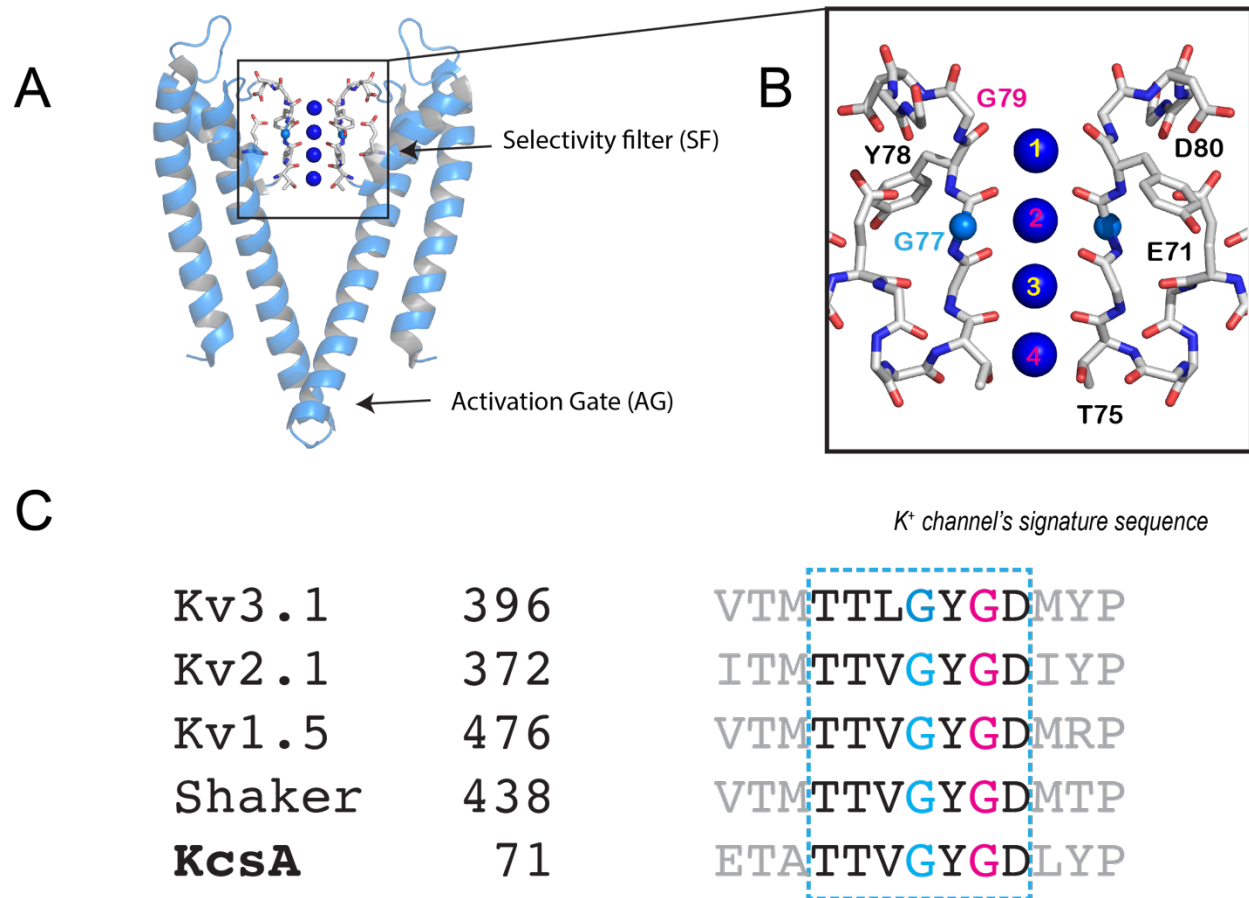 A
Selectivity filter (SF)
Activation Gate (AG)
B
G79
Y78
D80
G77
E71
T75
1
2
3
4
C
K+ channel's signature sequence
Kv3.1 396 VTMTTLGYGDMYP
Kv2.1 372 ITMTTVGYGDIYP
Kv1.5 476 VTMTTVGYGDMRP
Shaker 438 VTMTTVGYGDMTP
KcsA 71 ETATTVGYGDLYP